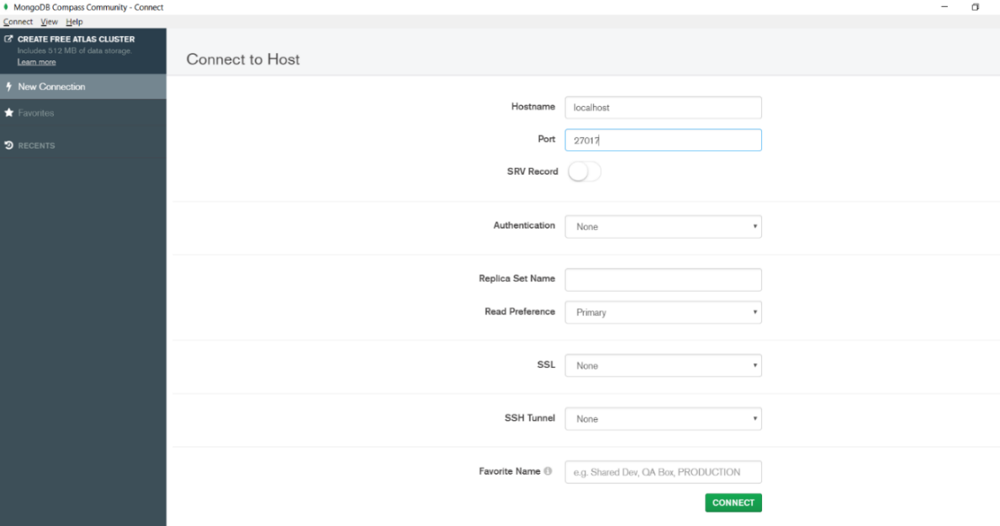 MongoDB Compass Community - Connect
Connect View Help
CREATE FREE ATLAS CLUSTER
Includes 512 MB of data storage.
Learn more
New Connection
Favorites
RECENTS
Connect to Host
Hostname localhost
Port 27017
SRV Record
Authentication None
Replica Set Name
Read Preference Primary
SSL None
SSH Tunnel None
Favorite Name e.g. Shared Dev, QA Box, PRODUCTION
CONNECT